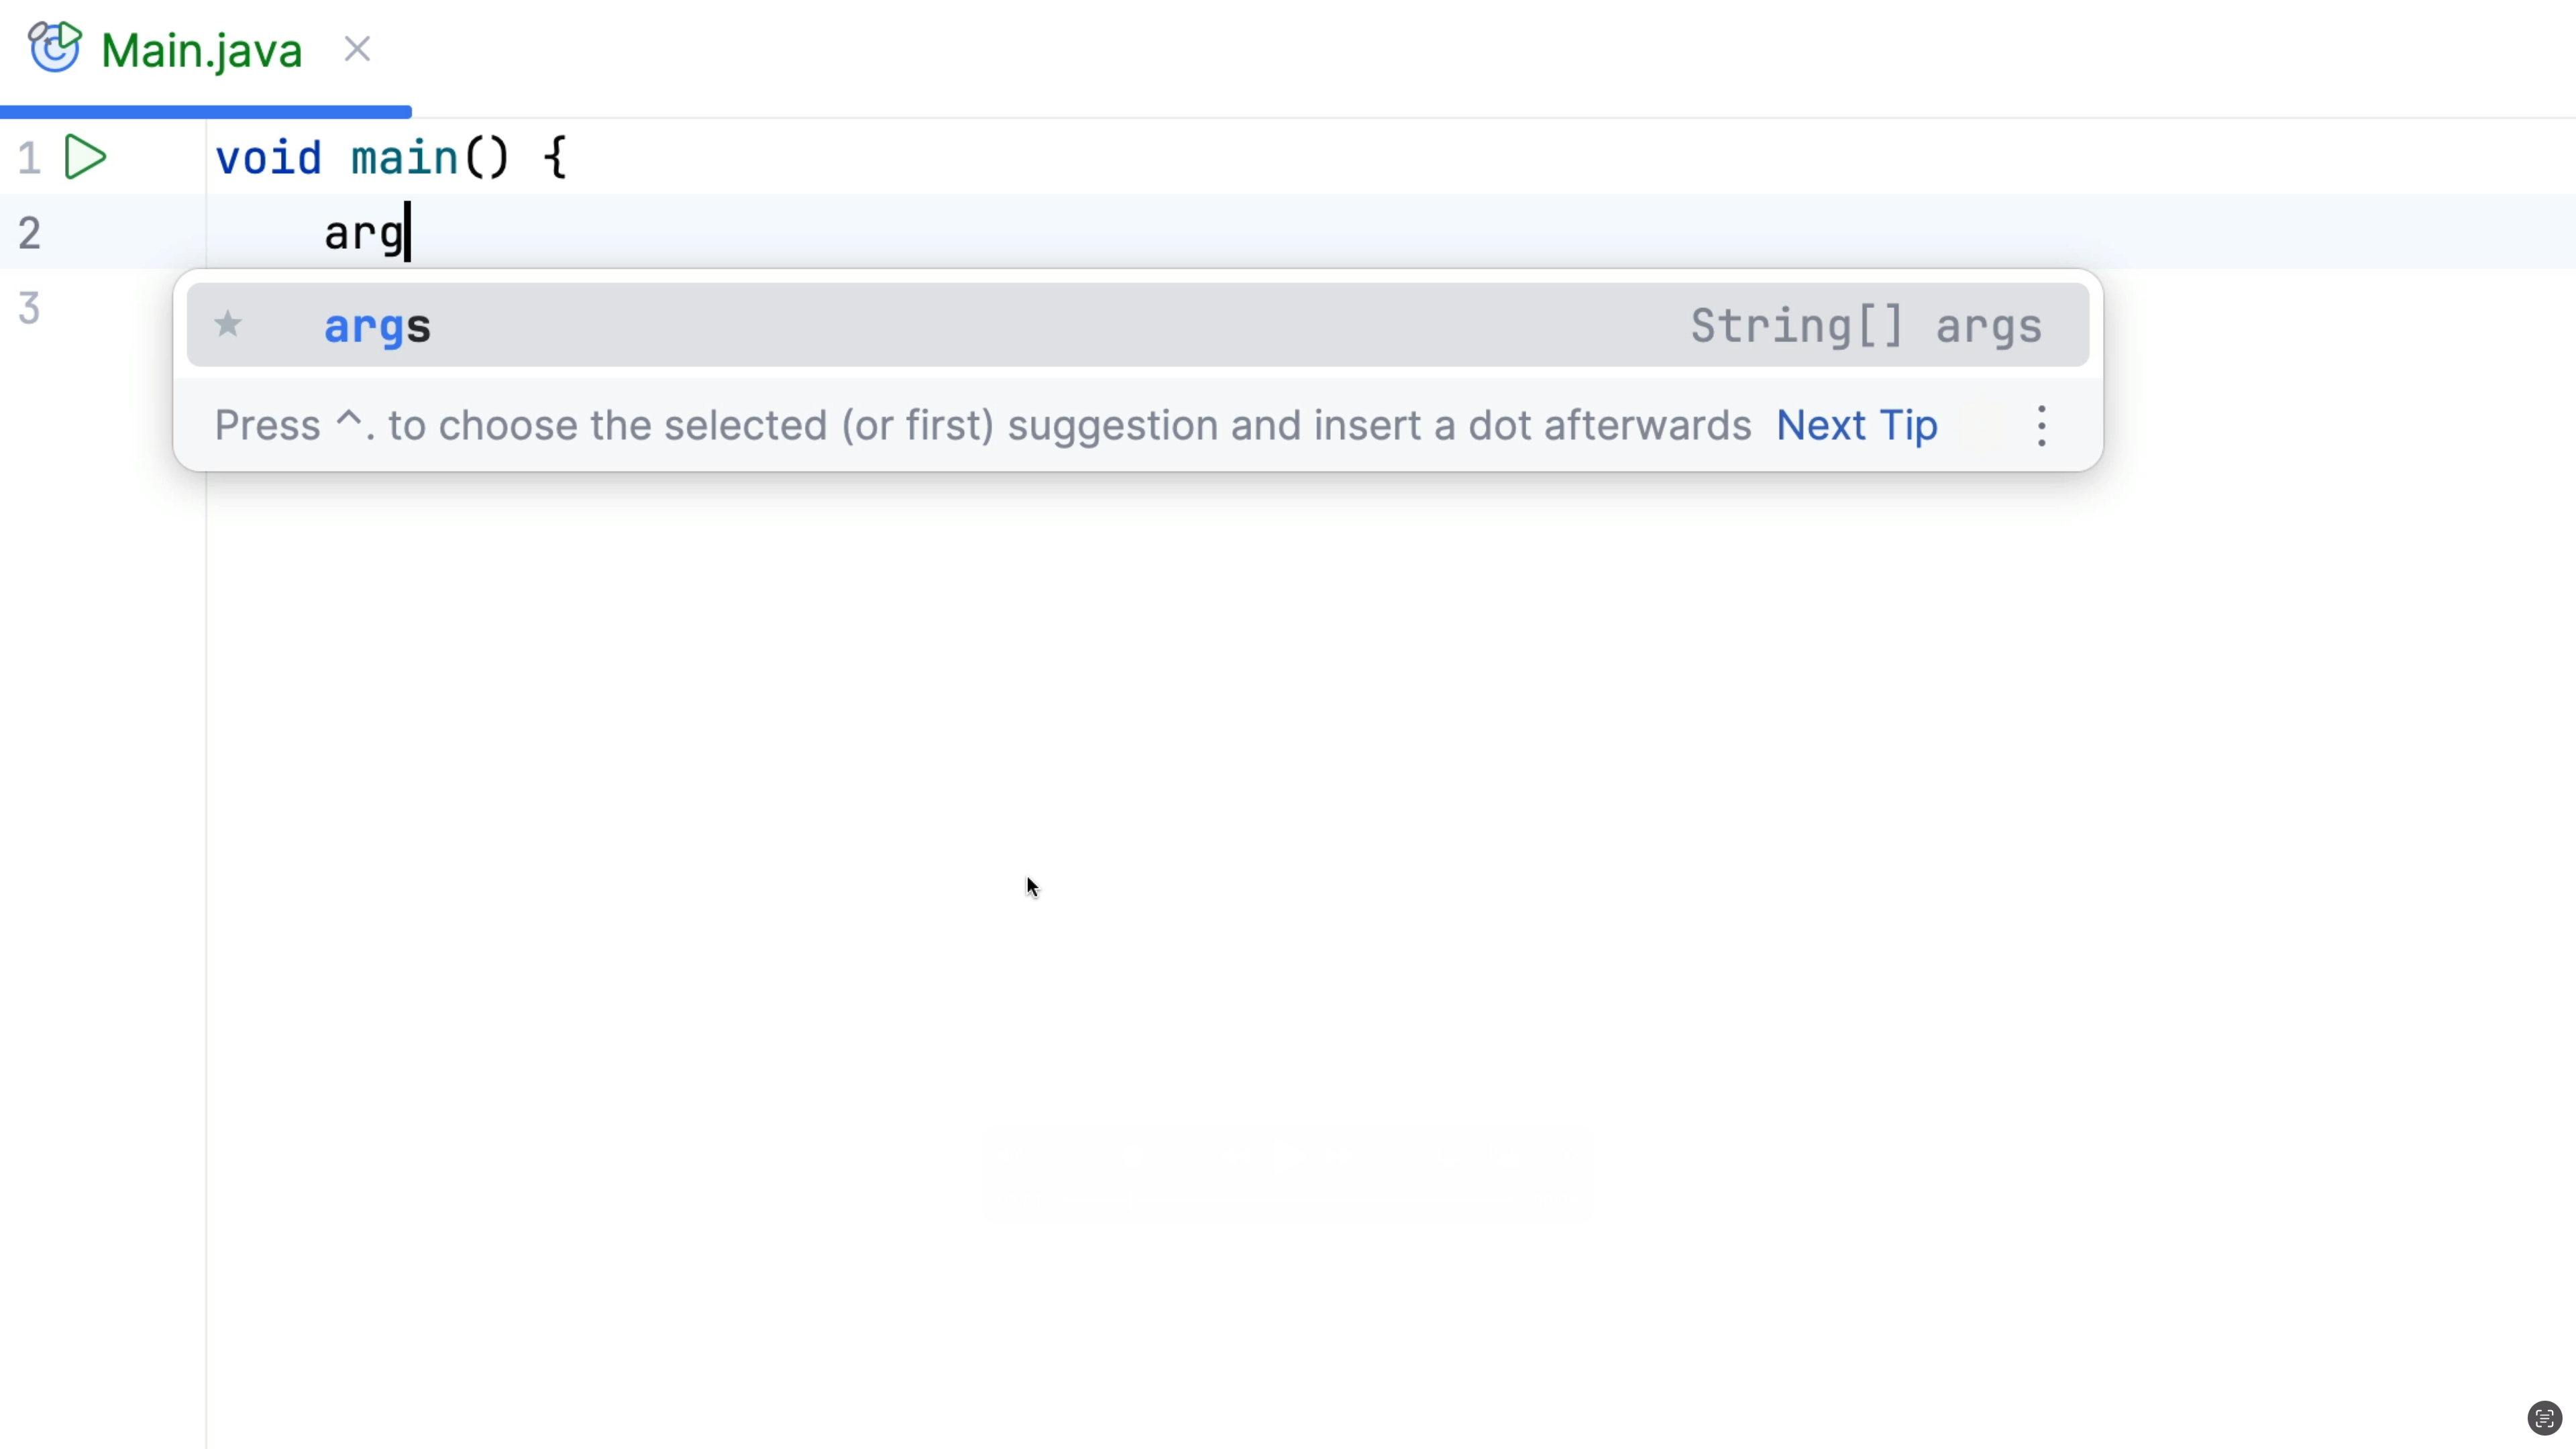 Main.java
1 void main() {
2 arg
args String[] args
3
Press ^. to choose the selected (or first) suggestion and insert a dot afterwards Next Tip